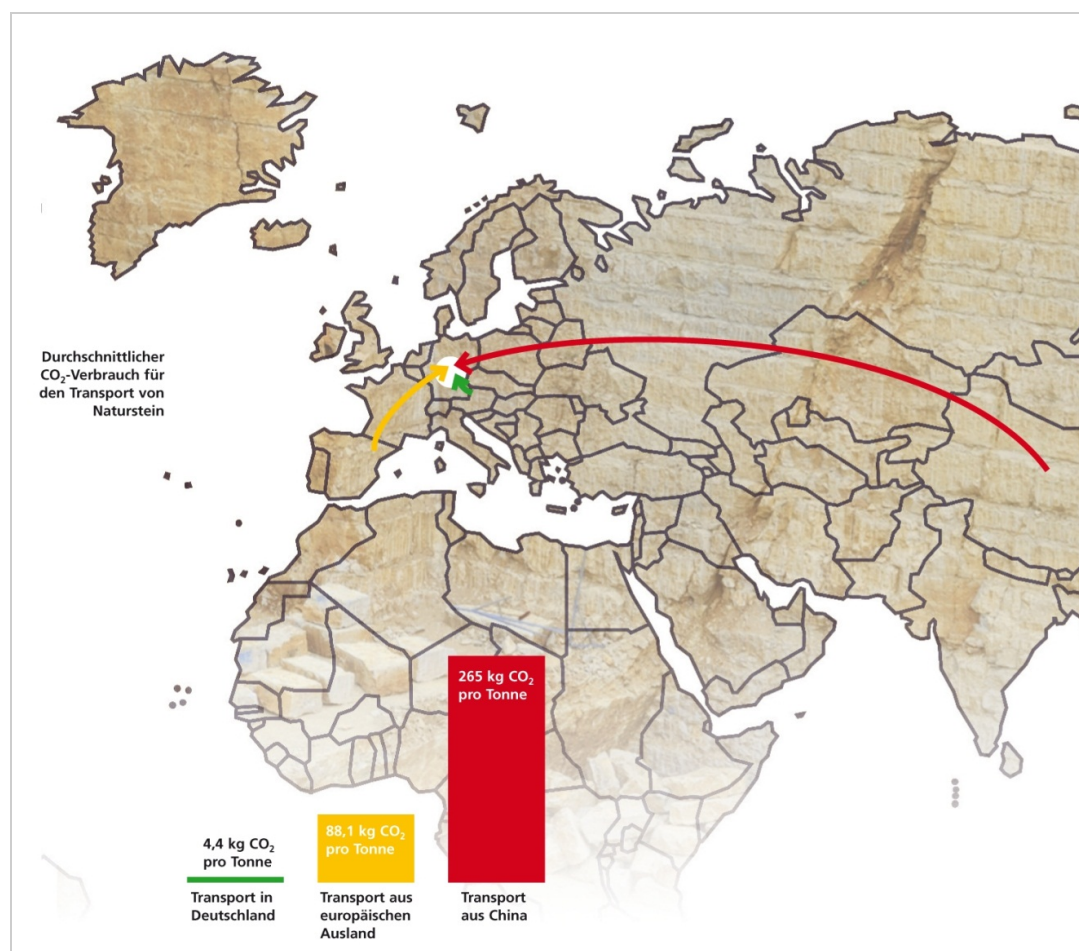 Durchschnittlicher
CO₂-Verbrauch für
den Transport von
Naturstein
265 kg CO₂
pro Tonne
88,1 kg CO₂
pro Tonne
4,4 kg CO₂
pro Tonne
Transport in
Deutschland
Transport aus
europäischen
Ausland
Transport
aus China